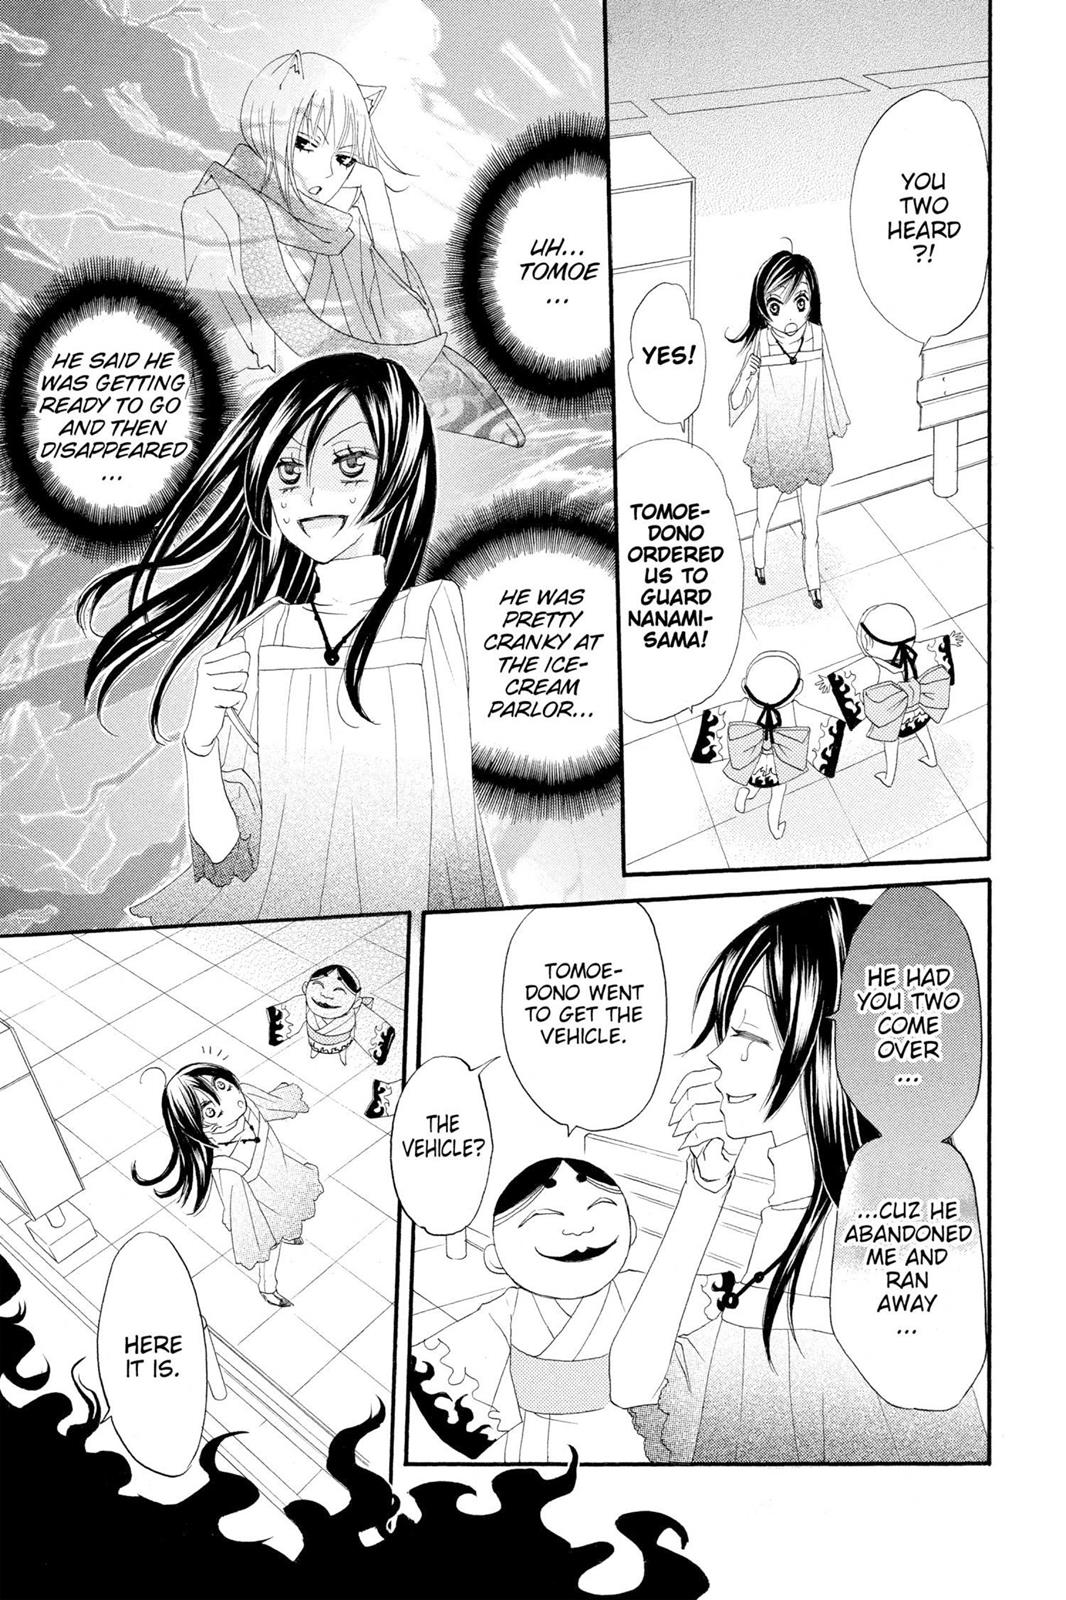 YOU
TWO
HEARD
?!
YES!
TOMOE-
DONO
ORDERED
US TO
GUARD
NANAMI-
SAMA!
UH...
TOMOE
...
HE SAID HE
WAS GETTING
READY TO GO
AND THEN
DISAPPEARED
...
HE WAS
PRETTY
CRANKY AT
THE ICE-
CREAM
PARLOR...
HE HAD
YOU TWO
COME
OVER
...
...CUZ HE
ABANDONED
ME AND
RAN
AWAY
...
TOMOE-
DONO WENT
TO GET THE
VEHICLE.
THE
VEHICLE?
HERE
IT IS.